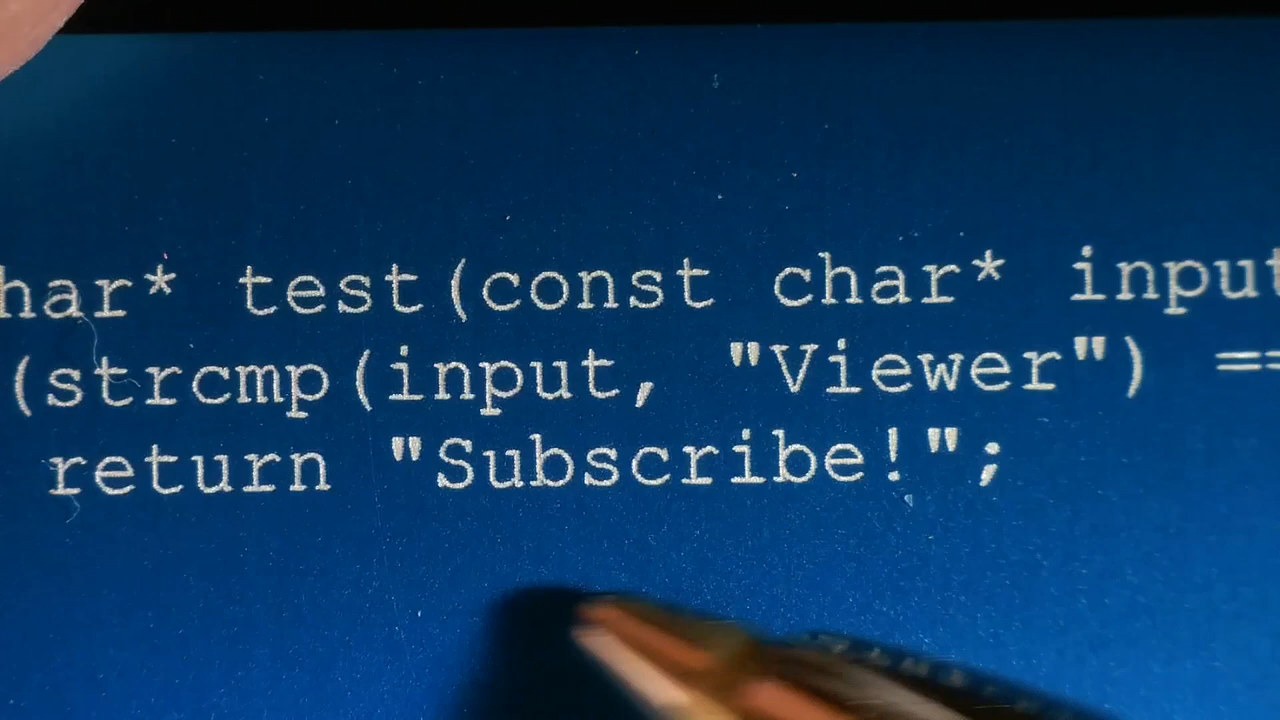 har* test(const char* input
(strcmp(input, "Viewer") ==
return "Subscribe!";